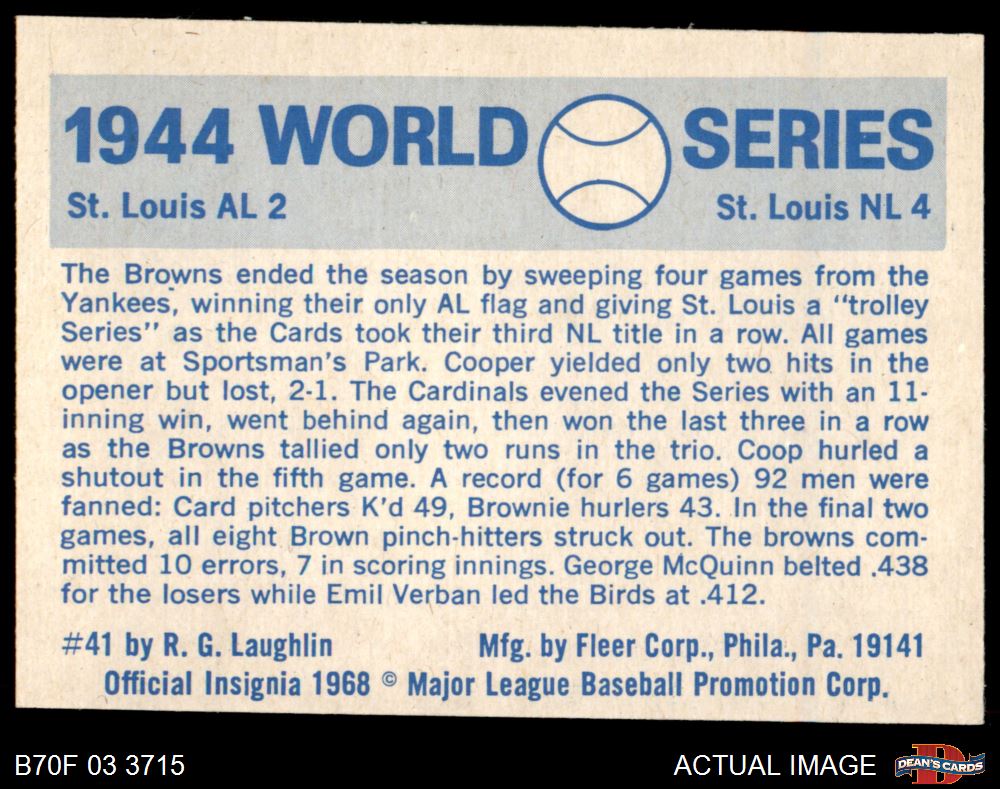 1944 WORLD SERIES
St. Louis AL 2 St. Louis NL 4
The Browns ended the season by sweeping four games from the
Yankees, winning their only AL flag and giving St. Louis a "trolley
Series" as the Cards took their third NL title in a row. All games
were at Sportsman's Park. Cooper yielded only two hits in the
opener but lost, 2-1. The Cardinals evened the Series with an 11-
inning win, went behind again, then won the last three in a row
as the Browns tallied only two runs in the trio. Coop hurled a
shutout in the fifth game. A record (for 6 games) 92 men were
fanned: Card pitchers K'd 49, Brownie hurlers 43. In the final two
games, all eight Brown pinch-hitters struck out. The browns com-
mitted 10 errors, 7 in scoring innings. George McQuinn belted .438
for the losers while Emil Verban led the Birds at .412.
#41 by R. G. Laughlin Mfg. by Fleer Corp., Phila., Pa. 19141
Official Insignia 1968 © Major League Baseball Promotion Corp.
B70F 03 3715 ACTUAL IMAGE DEAN'S CARDS